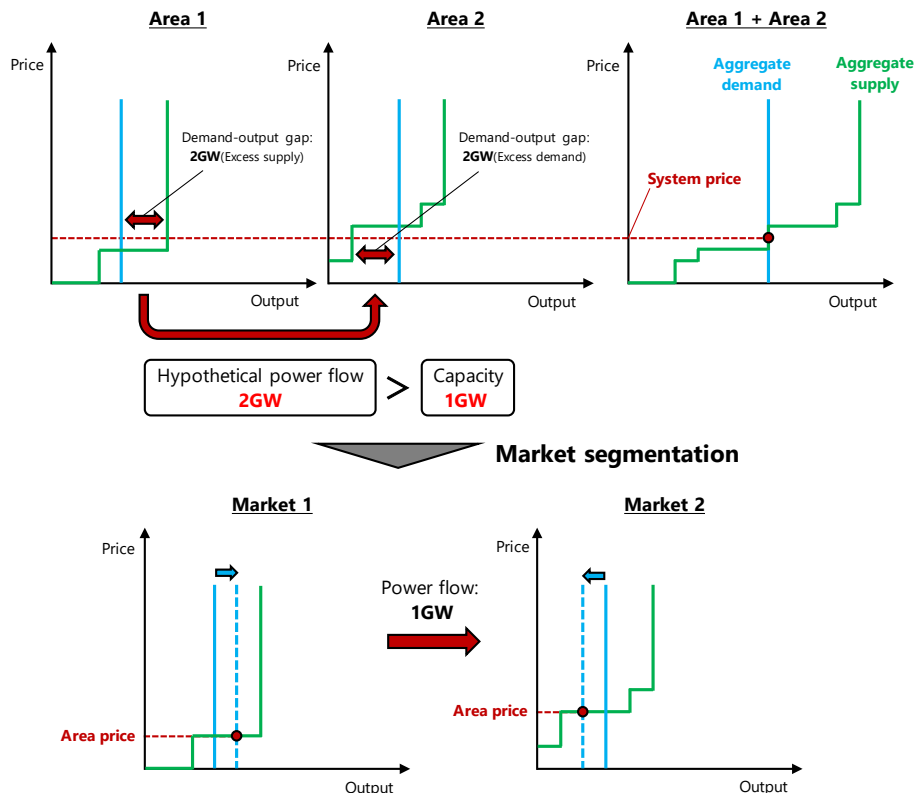 Area 1
Area 2
Area 1 + Area 2
Price
Price
Price
Aggregate
demand
Aggregate
supply
Demand-output gap:
2GW(Excess supply)
Demand-output gap:
2GW(Excess demand)
System price
Output
Output
Output
Hypothetical power flow
2GW
>
Capacity
1GW
Market segmentation
Market 1
Market 2
Price
Price
Power flow:
1GW
Area price
Area price
Output
Output